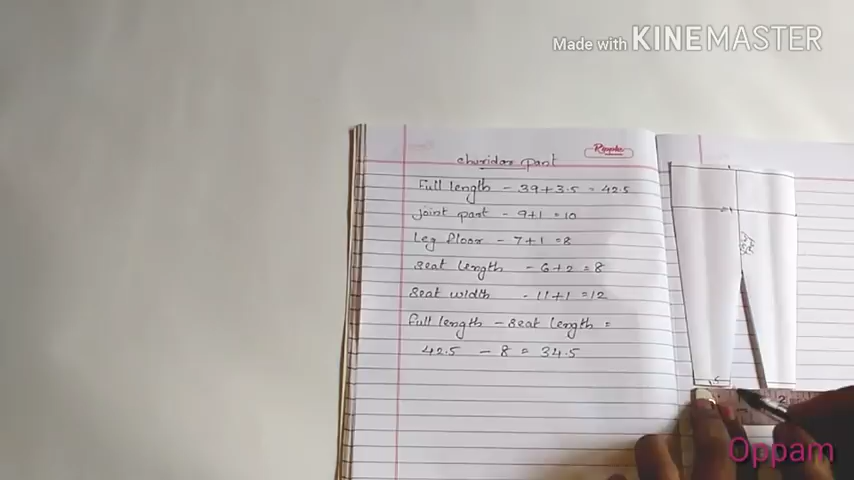 Made with KINEMASTER
Ripple
churidar pant
Full length - 39+3.5 = 42.5
joint part - 9+1 = 10
Leg floor - 7+1 = 8
seat length - 6+2 = 8
seat width - 11+1 = 12
Full length - seat length =
42.5 - 8 = 34.5
2
Oppam